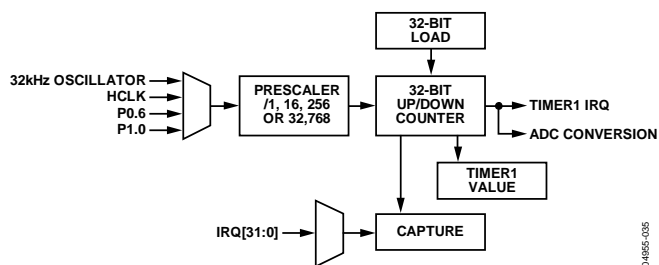 32-BIT
LOAD
32kHz OSCILLATOR
HCLK
P0.6
P1.0
PRESCALER
/1, 16, 256
OR 32,768
32-BIT
UP/DOWN
COUNTER
TIMER1 IRQ
ADC CONVERSION
TIMER1
VALUE
IRQ[31:0]
CAPTURE
04955-035